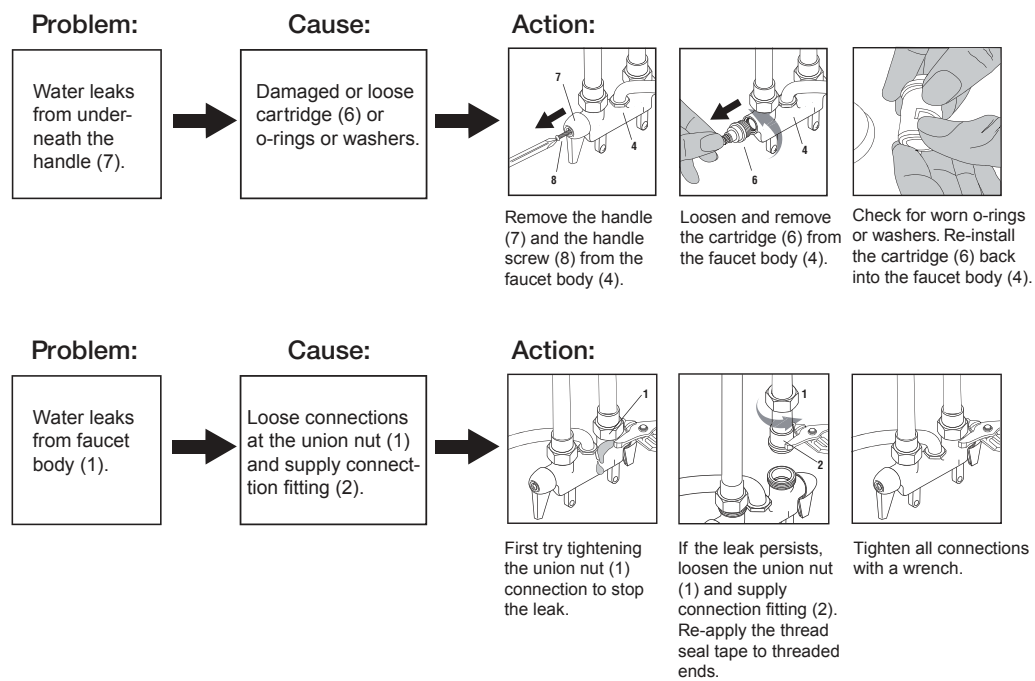 Problem:
Cause:
Action:
Water leaks
from under-
neath the
handle (7).
Damaged or loose
cartridge (6) or
o-rings or washers.
7
4
8
4
6
Remove the handle
(7) and the handle
screw (8) from the
faucet body (4).
Loosen and remove
the cartridge (6) from
the faucet body (4).
Check for worn o-rings
or washers. Re-install
the cartridge (6) back
into the faucet body (4).
Problem:
Cause:
Action:
Water leaks
from faucet
body (1).
Loose connections
at the union nut (1)
and supply connect-
tion fitting (2).
1
1
2
First try tightening
the union nut (1)
connection to stop
the leak.
If the leak persists,
loosen the union nut
(1) and supply
connection fitting (2).
Re-apply the thread
seal tape to threaded
ends.
Tighten all connections
with a wrench.